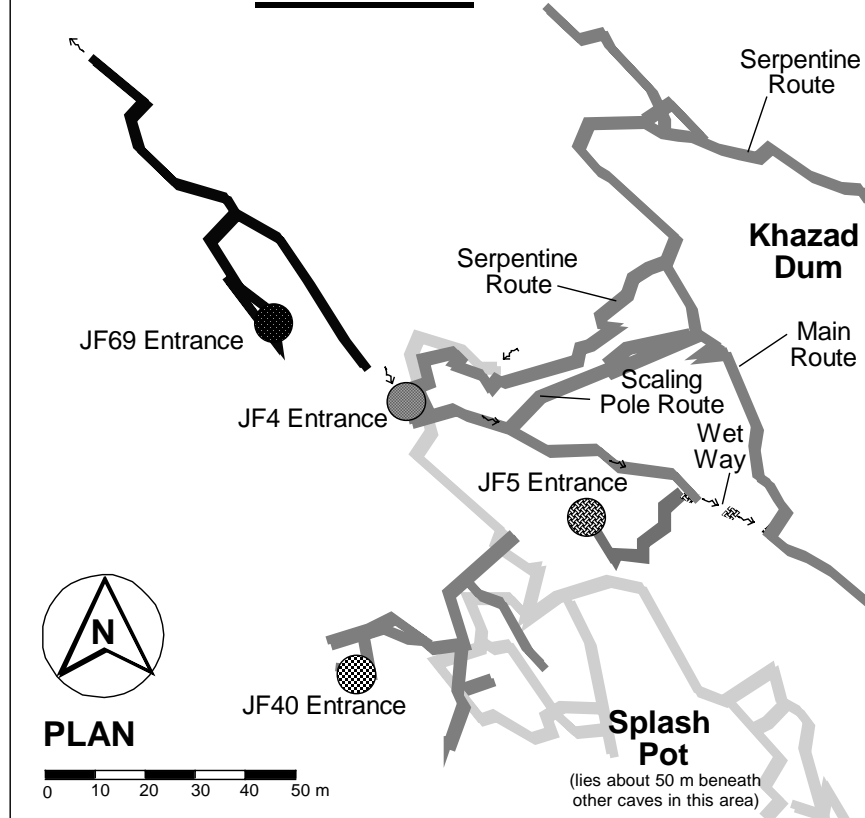 Serpentine
Route
Khazad
Dum
Serpentine
Route
JF69 Entrance
Main
Route
Scaling
Pole Route
JF4 Entrance
Wet
Way
JF5 Entrance
N
JF40 Entrance
PLAN
Splash
Pot
(lies about 50 m beneath
other caves in this area)
0 10 20 30 40 50 m